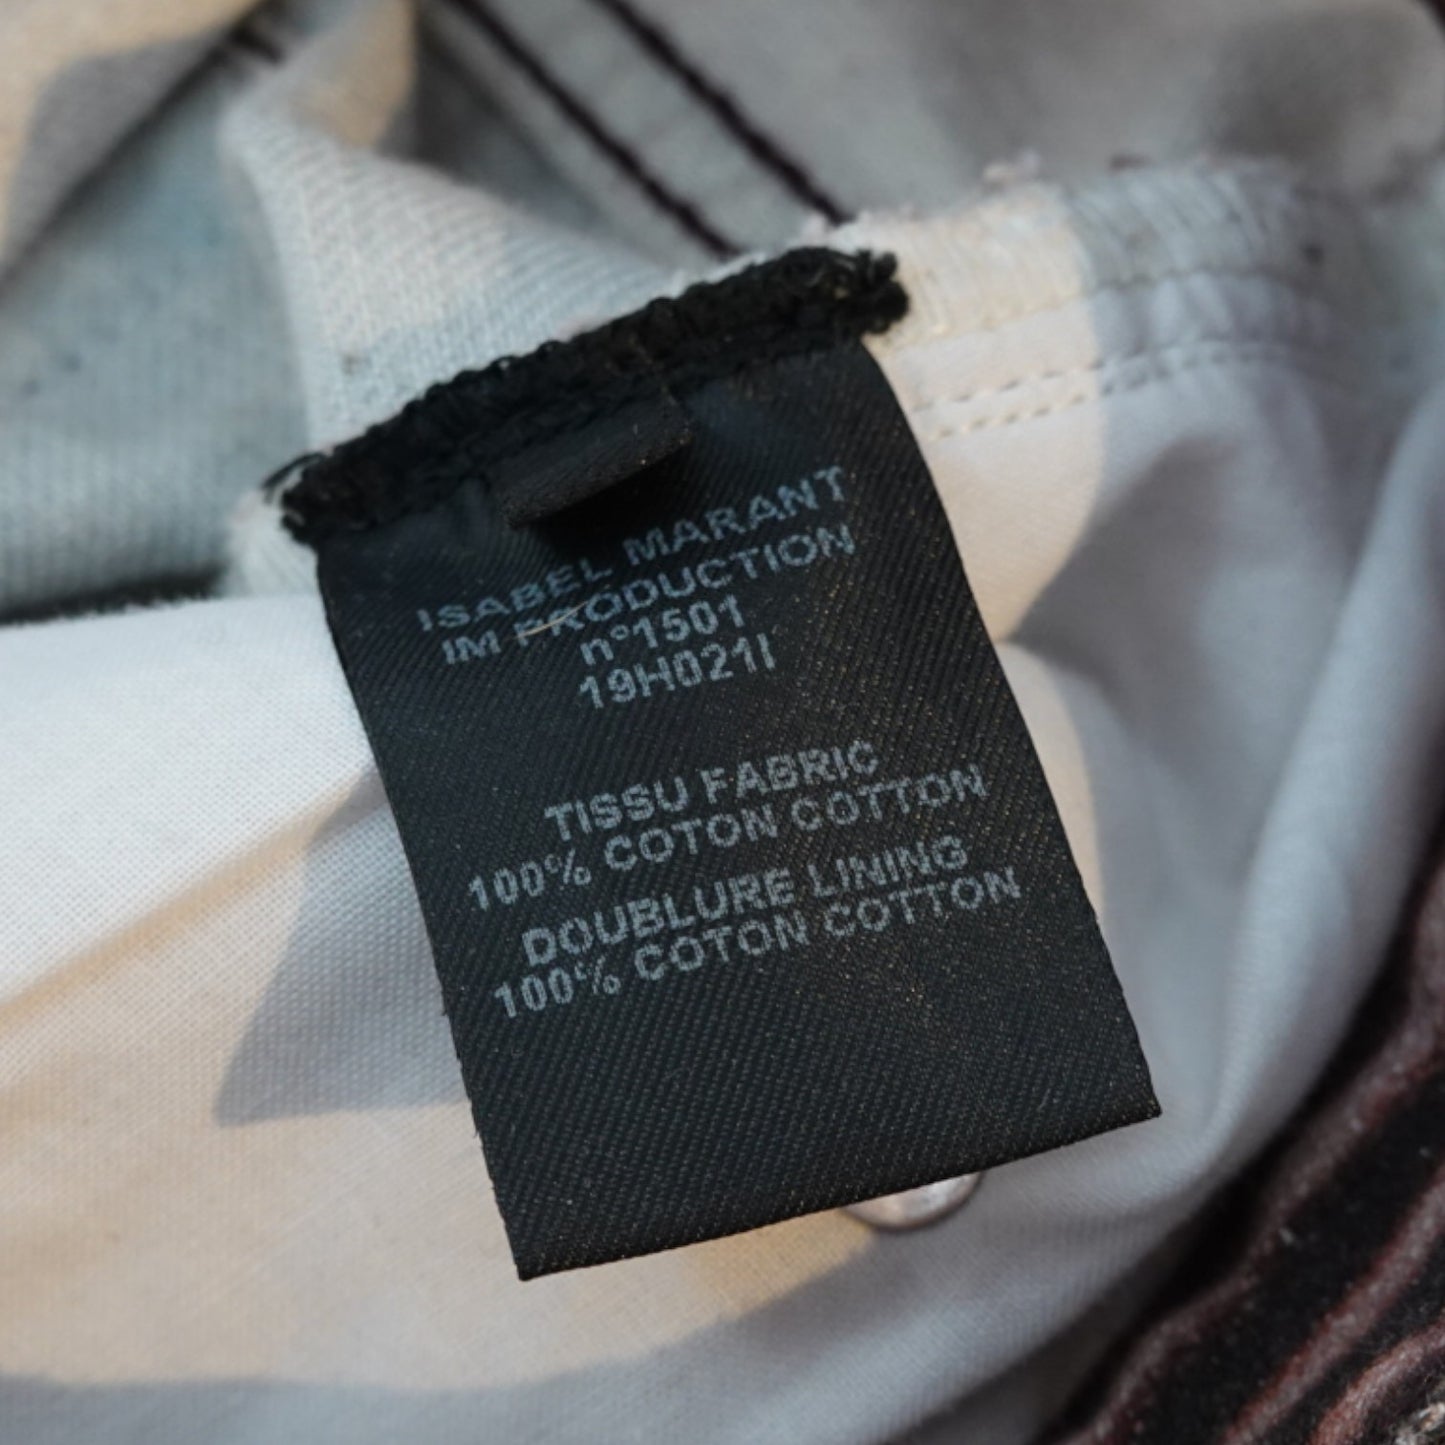 ISABEL MARANT
IM PRODUCTION
n°1501
19H021I
TISSU FABRIC
100% COTON COTTON
DOUBLURE LINING
100% COTON COTTON